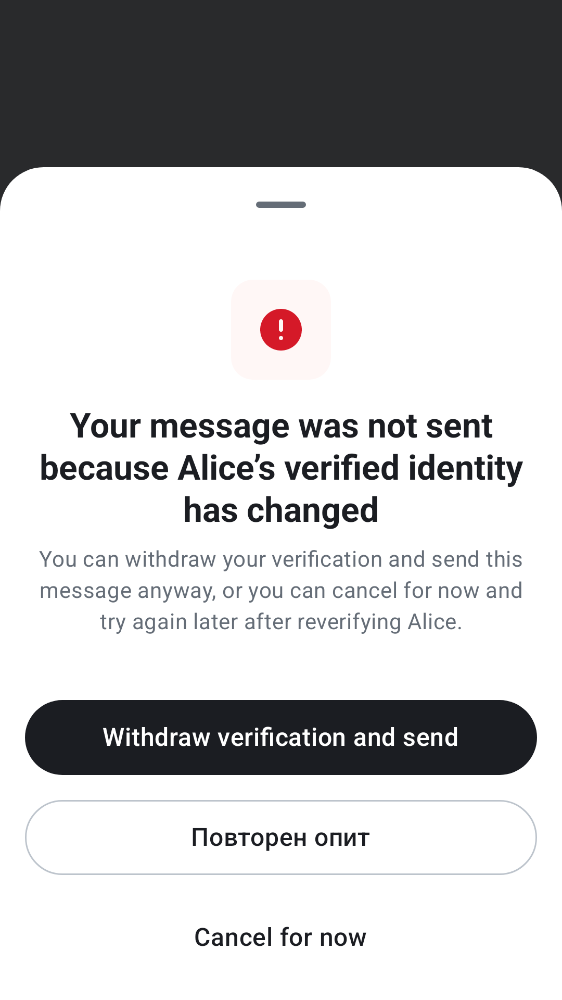 Your message was not sent
because Alice’s verified identity
has changed
You can withdraw your verification and send this
message anyway, or you can cancel for now and
try again later after reverifying Alice.
Withdraw verification and send
Повторен опит
Cancel for now